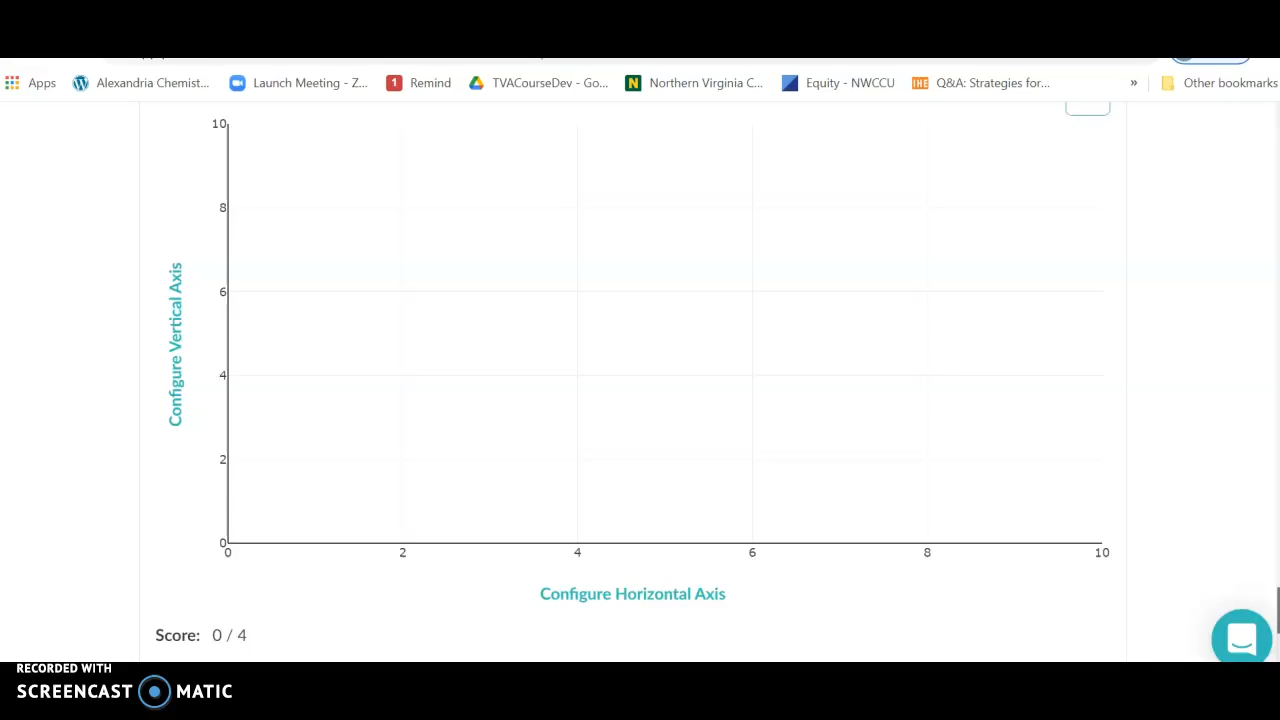 Apps Alexandria Chemist... Launch Meeting - Z... 1 Remind TVACourseDev - Go... N Northern Virginia C... Equity - NWCCU IHE Q&A: Strategies for... » Other bookmarks
10
8
6
4
2
0
Configure Vertical Axis
0 2 4 6 8 10
Configure Horizontal Axis
Score: 0 / 4
RECORDED WITH
SCREENCAST MATIC